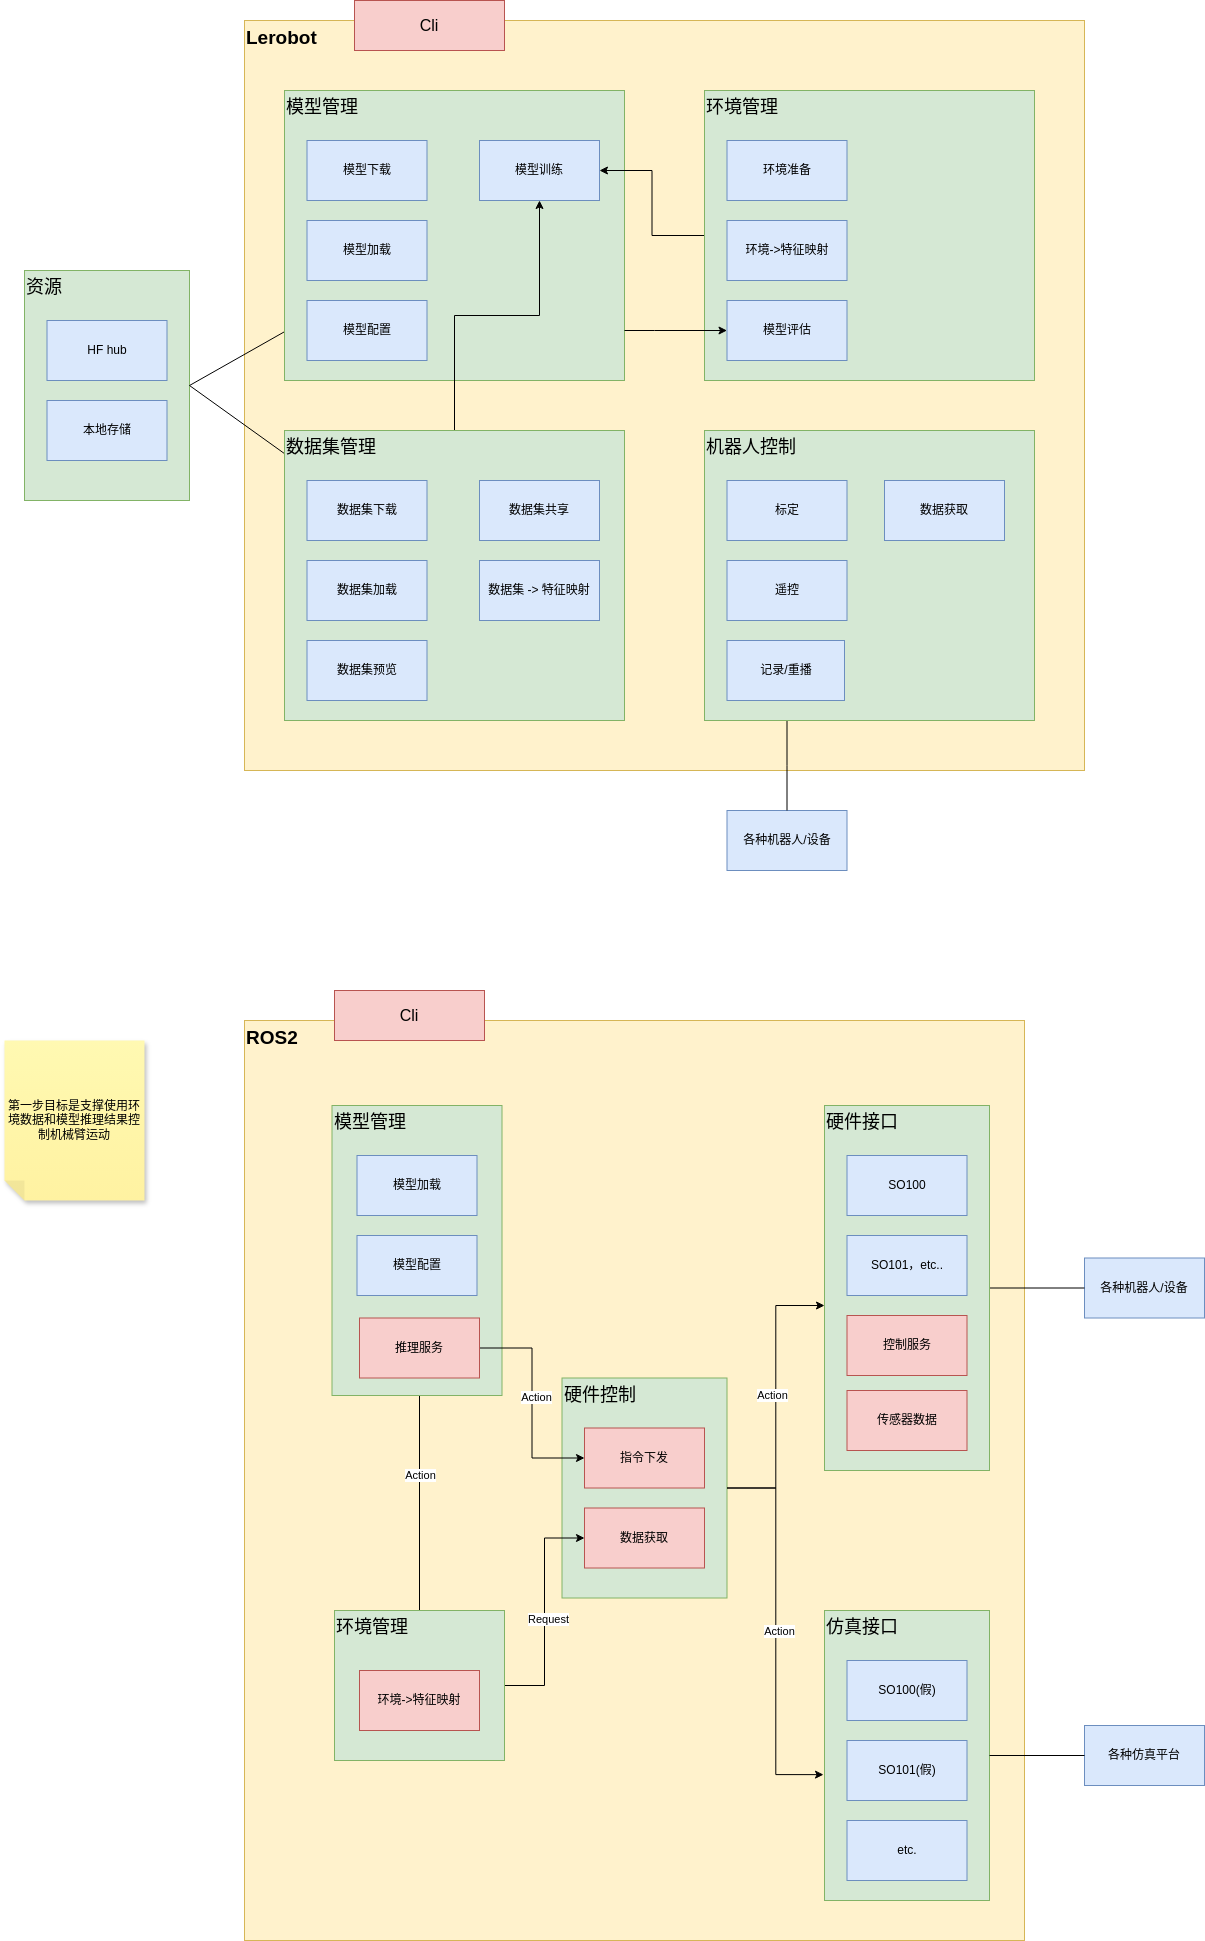 Cli
Lerobot
模型管理
模型下载
模型训练
模型加载
模型配置
环境管理
环境准备
环境->特征映射
模型评估
资源
HF hub
本地存储
数据集管理
数据集下载
数据集共享
数据集加载
数据集 -> 特征映射
数据集预览
机器人控制
标定
数据获取
遥控
记录/重播
各种机器人/设备
Cli
ROS2
第一步目标是支撑使用环
境数据和模型推理结果控
制机械臂运动
模型管理
模型加载
模型配置
推理服务
Action
Action
硬件控制
指令下发
数据获取
Request
环境管理
环境->特征映射
Action
Action
硬件接口
SO100
SO101，etc..
控制服务
传感器数据
各种机器人/设备
仿真接口
SO100(假)
SO101(假)
etc.
各种仿真平台